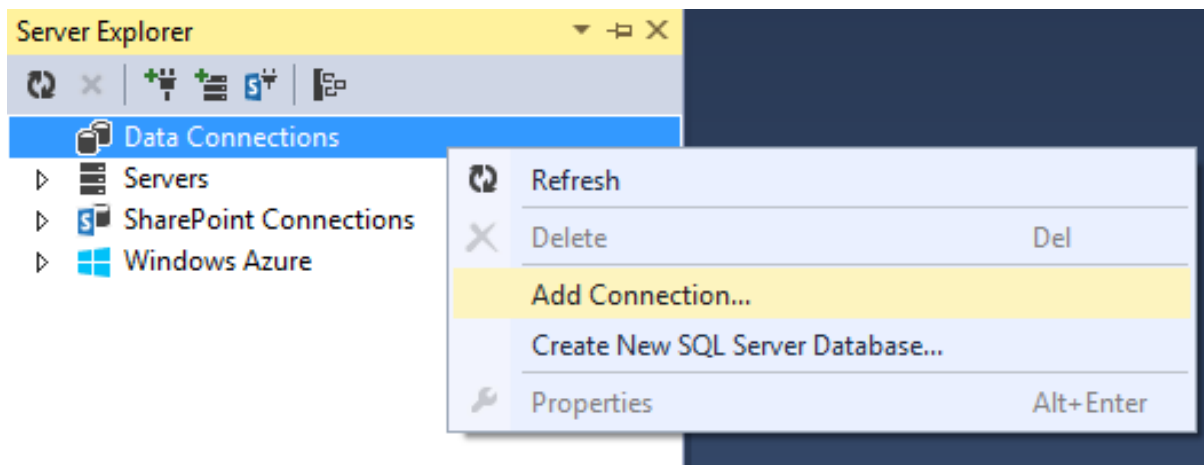 Server Explorer
Data Connections
Servers
SharePoint Connections
Windows Azure
Refresh
Delete Del
Add Connection...
Create New SQL Server Database...
Properties Alt+Enter